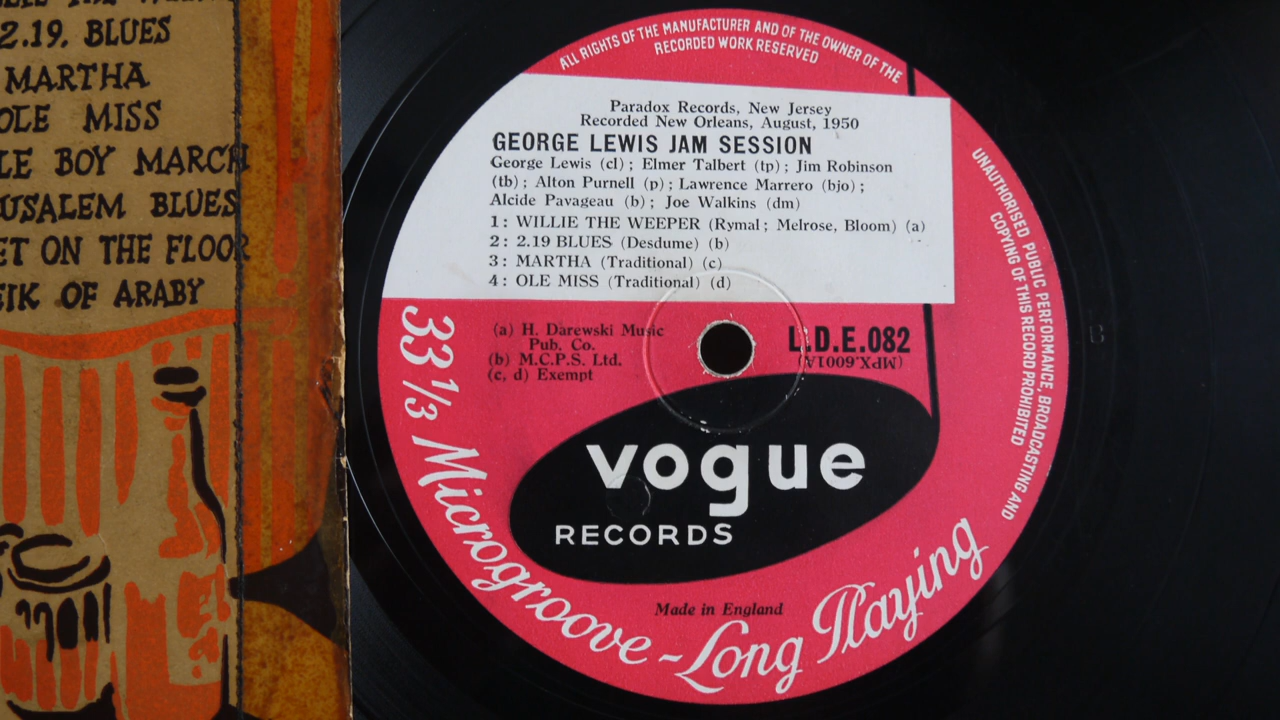 2.19. BLUES
MARTHA
OLE MISS
BOY MARCH
BLUES
ON THE FLOOR
OF ARABY
ALL RIGHTS OF THE MANUFACTURER AND OF THE OWNER OF THE
RECORDED WORK RESERVED
Paradox Records, New Jersey
Recorded New Orleans, August, 1950
GEORGE LEWIS JAM SESSION
George Lewis (cl) ; Elmer Talbert (tp) ; Jim Robinson
(tb) ; Alton Purnell (p) ; Lawrence Marrero (bjo) ;
Alcide Pavageau (b) ; Joe Walkins (dm)
1 : WILLIE THE WEEPER (Rymal ; Melrose, Bloom) (a)
2 : 2.19 BLUES (Desdume) (b)
3 : MARTHA (Traditional) (c)
4 : OLE MISS (Traditional) (d)
(a) H. Darewski Music
Pub. Co.
(b) M.C.P.S. Ltd.
(c, d) Exempt
L.D.E.082
(MPX.6001A)
UNAUTHORISED PUBLIC PERFORMANCE, BROADCASTING AND
COPYING OF THIS RECORD PROHIBITED
vogue
RECORDS
Made in England
33 1/3 Microgroove - Long Playing